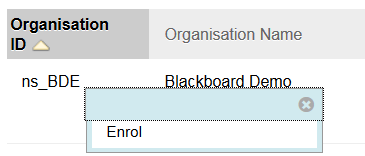 Organisation
ID
Organisation Name
ns_BDE
Blackboard Demo
Enrol